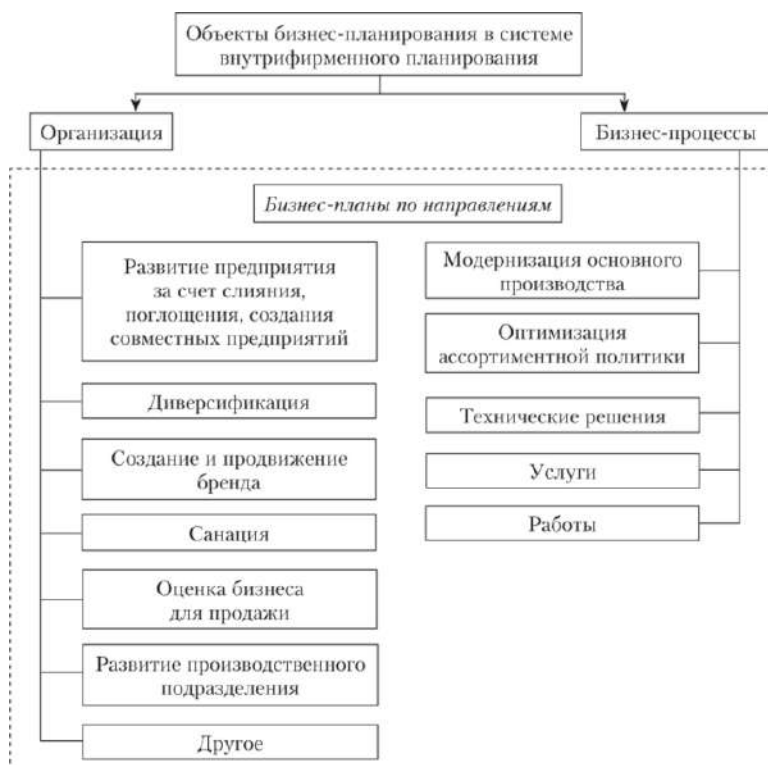 Объекты бизнес-планирования в системе
внутрифирменного планирования
Организация
Бизнес-процессы
Бизнес-планы по направлениям
Развитие предприятия
за счет слияния,
поглощения, создания
совместных предприятий
Диверсификация
Создание и продвижение
бренда
Санация
Оценка бизнеса
для продажи
Развитие производственного
подразделения
Другое
Модернизация основного
производства
Оптимизация
ассортиментной политики
Технические решения
Услуги
Работы